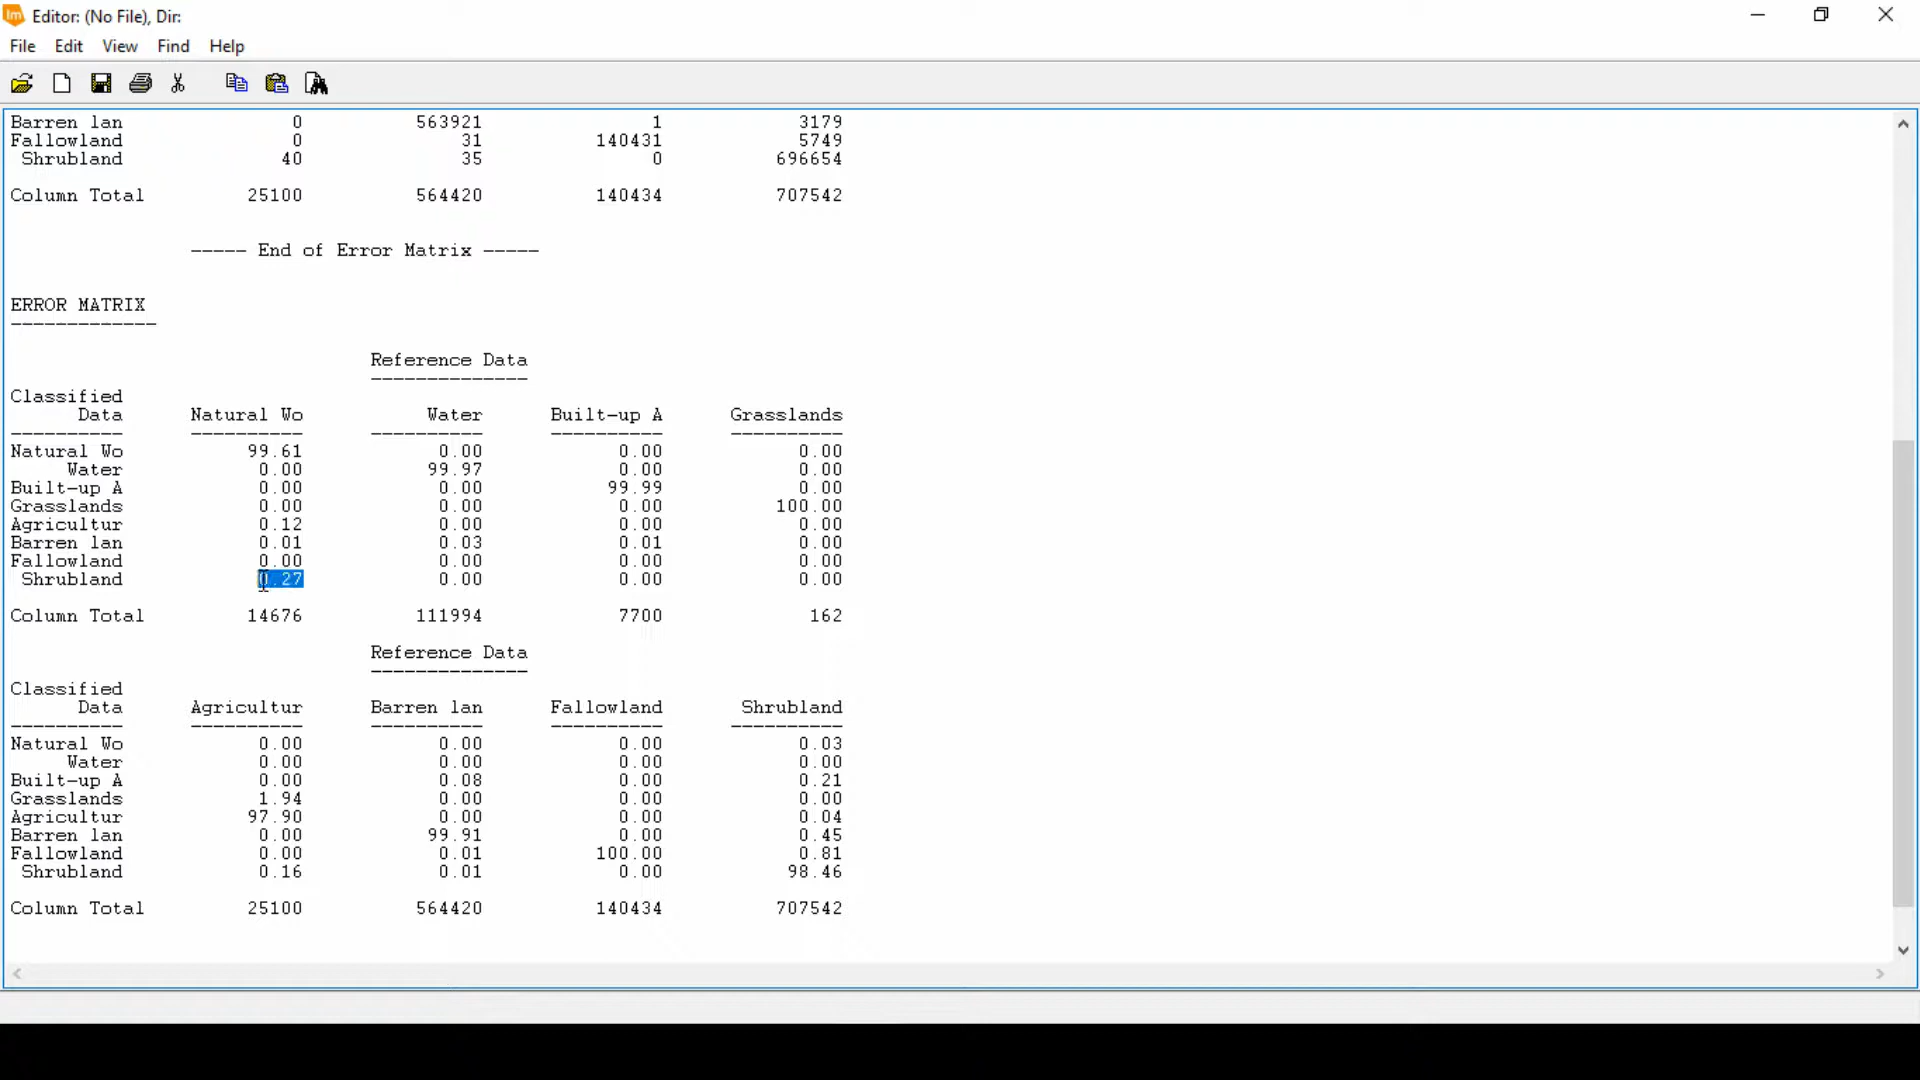 Im Editor: (No File), Dir:
File Edit View Find Help
Barren lan 0 563921 1 3179
Fallowland 0 31 140431 5749
Shrubland 40 35 0 696654
Column Total 25100 564420 140434 707542
----- End of Error Matrix -----
ERROR MATRIX
-------------
Reference Data
--------------
Classified
Data Natural Wo Water Built-up A Grasslands
---------- ---------- ---------- ---------- ----------
Natural Wo 99.61 0.00 0.00 0.00
Water 0.00 99.97 0.00 0.00
Built-up A 0.00 0.00 99.99 0.00
Grasslands 0.00 0.00 0.00 100.00
Agricultur 0.12 0.00 0.00 0.00
Barren lan 0.01 0.03 0.01 0.00
Fallowland 0.00 0.00 0.00 0.00
Shrubland 0.27 0.00 0.00 0.00
Column Total 14676 111994 7700 162
Reference Data
--------------
Classified
Data Agricultur Barren lan Fallowland Shrubland
---------- ---------- ---------- ---------- ----------
Natural Wo 0.00 0.00 0.00 0.03
Water 0.00 0.00 0.00 0.00
Built-up A 0.00 0.08 0.00 0.21
Grasslands 1.94 0.00 0.00 0.00
Agricultur 97.90 0.00 0.00 0.04
Barren lan 0.00 99.91 0.00 0.45
Fallowland 0.00 0.01 100.00 0.81
Shrubland 0.16 0.01 0.00 98.46
Column Total 25100 564420 140434 707542